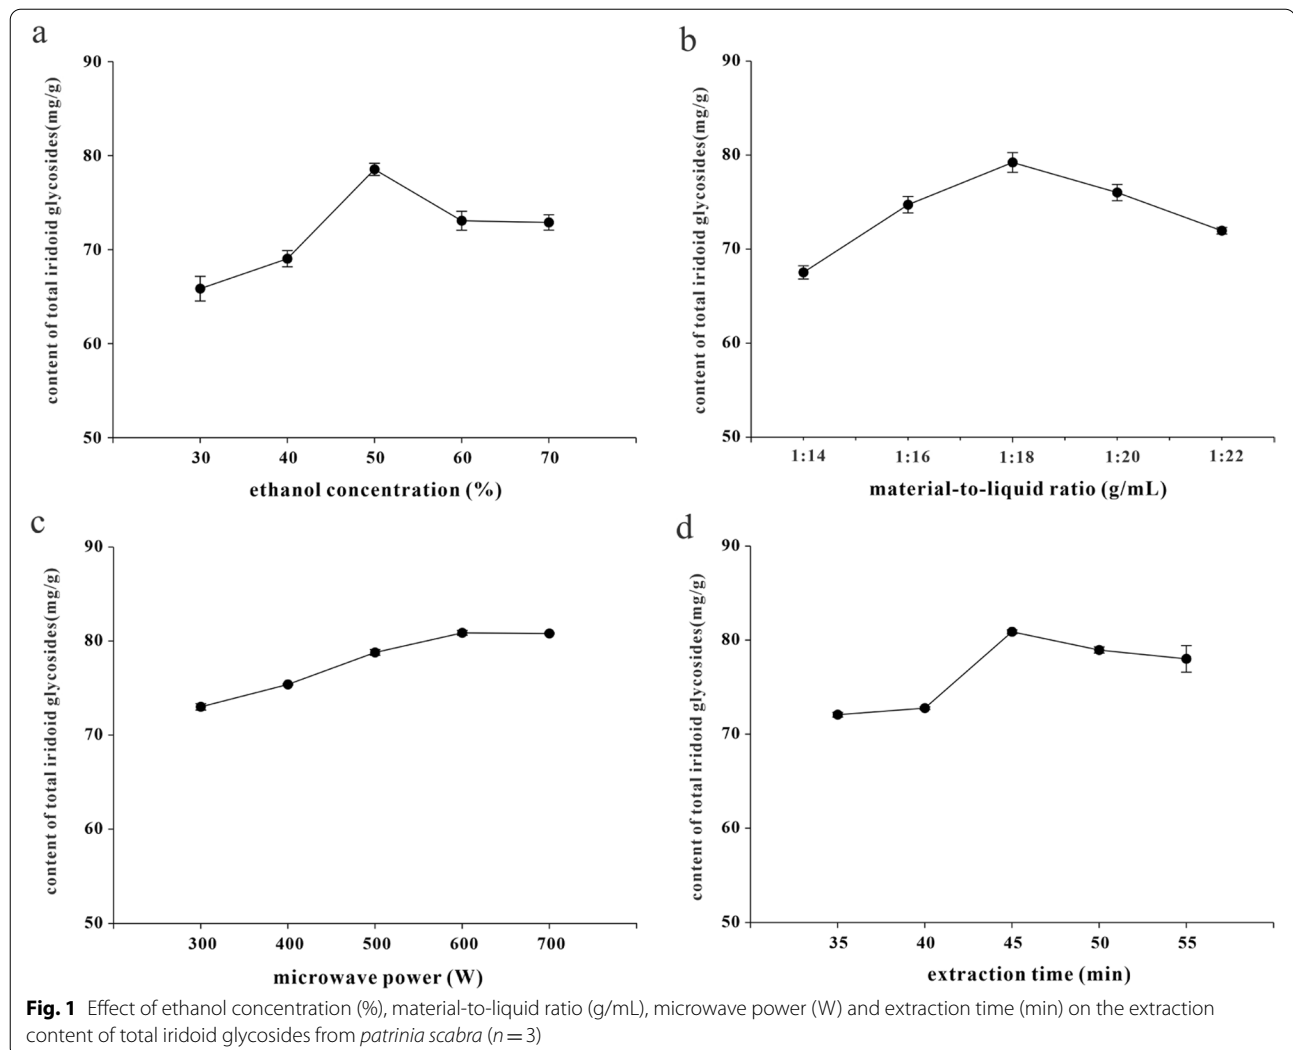 a
content of total iridoid glycosides(mg/g)
90
80
70
60
50
30 40 50 60 70
ethanol concentration (%)
b
content of total iridoid glycosides(mg/g)
90
80
70
60
50
1:14 1:16 1:18 1:20 1:22
material-to-liquid ratio (g/mL)
c
content of total iridoid glycosides(mg/g)
90
80
70
60
50
300 400 500 600 700
microwave power (W)
d
content of total iridoid glycosides(mg/g)
90
80
70
60
50
35 40 45 50 55
extraction time (min)
Fig. 1 Effect of ethanol concentration (%), material-to-liquid ratio (g/mL), microwave power (W) and extraction time (min) on the extraction
content of total iridoid glycosides from patrinia scabra (n = 3)